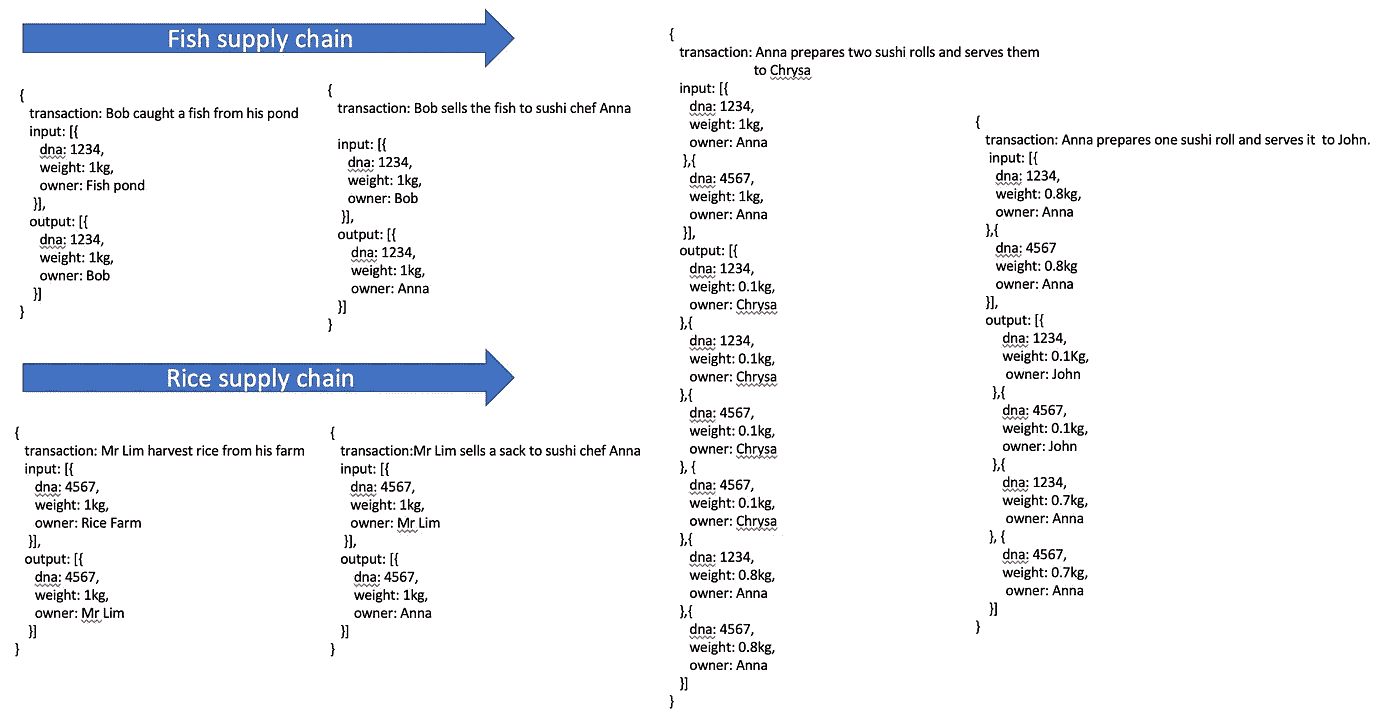 Fish supply chain
{
transaction: Bob caught a fish from his pond
input: [{
dna: 1234,
weight: 1kg,
owner: Fish pond
}],
output: [{
dna: 1234,
weight: 1kg,
owner: Bob
}]
}
{
transaction: Bob sells the fish to sushi chef Anna
input: [{
dna: 1234,
weight: 1kg,
owner: Bob
}],
output: [{
dna: 1234,
weight: 1kg,
owner: Anna
}]
}
Rice supply chain
{
transaction: Mr Lim harvest rice from his farm
input: [{
dna: 4567,
weight: 1kg,
owner: Rice Farm
}],
output: [{
dna: 4567,
weight: 1kg,
owner: Mr Lim
}]
}
{
transaction:Mr Lim sells a sack to sushi chef Anna
input: [{
dna: 4567,
weight: 1kg,
owner: Mr Lim
}],
output: [{
dna: 4567,
weight: 1kg,
owner: Anna
}]
}
{
transaction: Anna prepares two sushi rolls and serves them
to Chrysa
input: [{
dna: 1234,
weight: 1kg,
owner: Anna
},{
dna: 4567,
weight: 1kg,
owner: Anna
}],
output: [{
dna: 1234,
weight: 0.1kg,
owner: Chrysa
},{
dna: 1234,
weight: 0.1kg,
owner: Chrysa
},{
dna: 4567,
weight: 0.1kg,
owner: Chrysa
}, {
dna: 4567,
weight: 0.1kg,
owner: Chrysa
},{
dna: 1234,
weight: 0.8kg,
owner: Anna
},{
dna: 4567,
weight: 0.8kg,
owner: Anna
}]
}
{
transaction: Anna prepares one sushi roll and serves it to John.
input: [{
dna: 1234,
weight: 0.8kg,
owner: Anna
},{
dna: 4567
weight: 0.8kg
owner: Anna
}],
output: [{
dna: 1234,
weight: 0.1Kg,
owner: John
},{
dna: 4567,
weight: 0.1kg,
owner: John
},{
dna: 1234,
weight: 0.7kg,
owner: Anna
}, {
dna: 4567,
weight: 0.7kg,
owner: Anna
}]
}